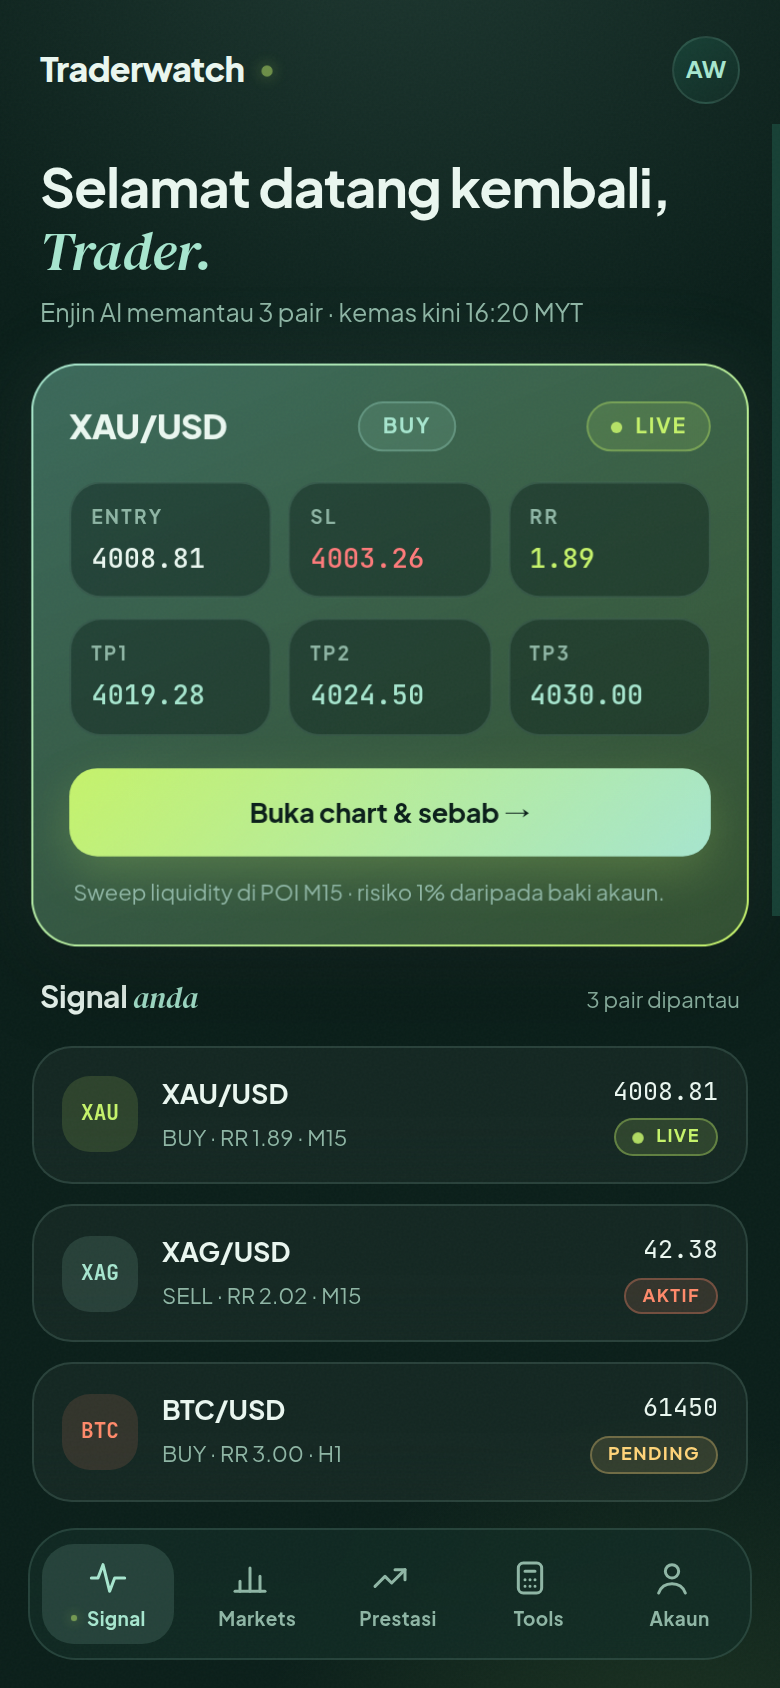 Traderwatch
AW
Selamat datang kembali,
Trader.
Enjin AI memantau 3 pair · kemas kini 16:20 MYT
XAU/USD
BUY
LIVE
ENTRY
4008.81
SL
4003.26
RR
1.89
TP1
4019.28
TP2
4024.50
TP3
4030.00
Buka chart & sebab →
Sweep liquidity di POI M15 · risiko 1% daripada baki akaun.
Signal anda
3 pair dipantau
XAU
XAU/USD
BUY · RR 1.89 · M15
4008.81
LIVE
XAG
XAG/USD
SELL · RR 2.02 · M15
42.38
AKTIF
BTC
BTC/USD
BUY · RR 3.00 · H1
61450
PENDING
Signal
Markets
Prestasi
Tools
Akaun